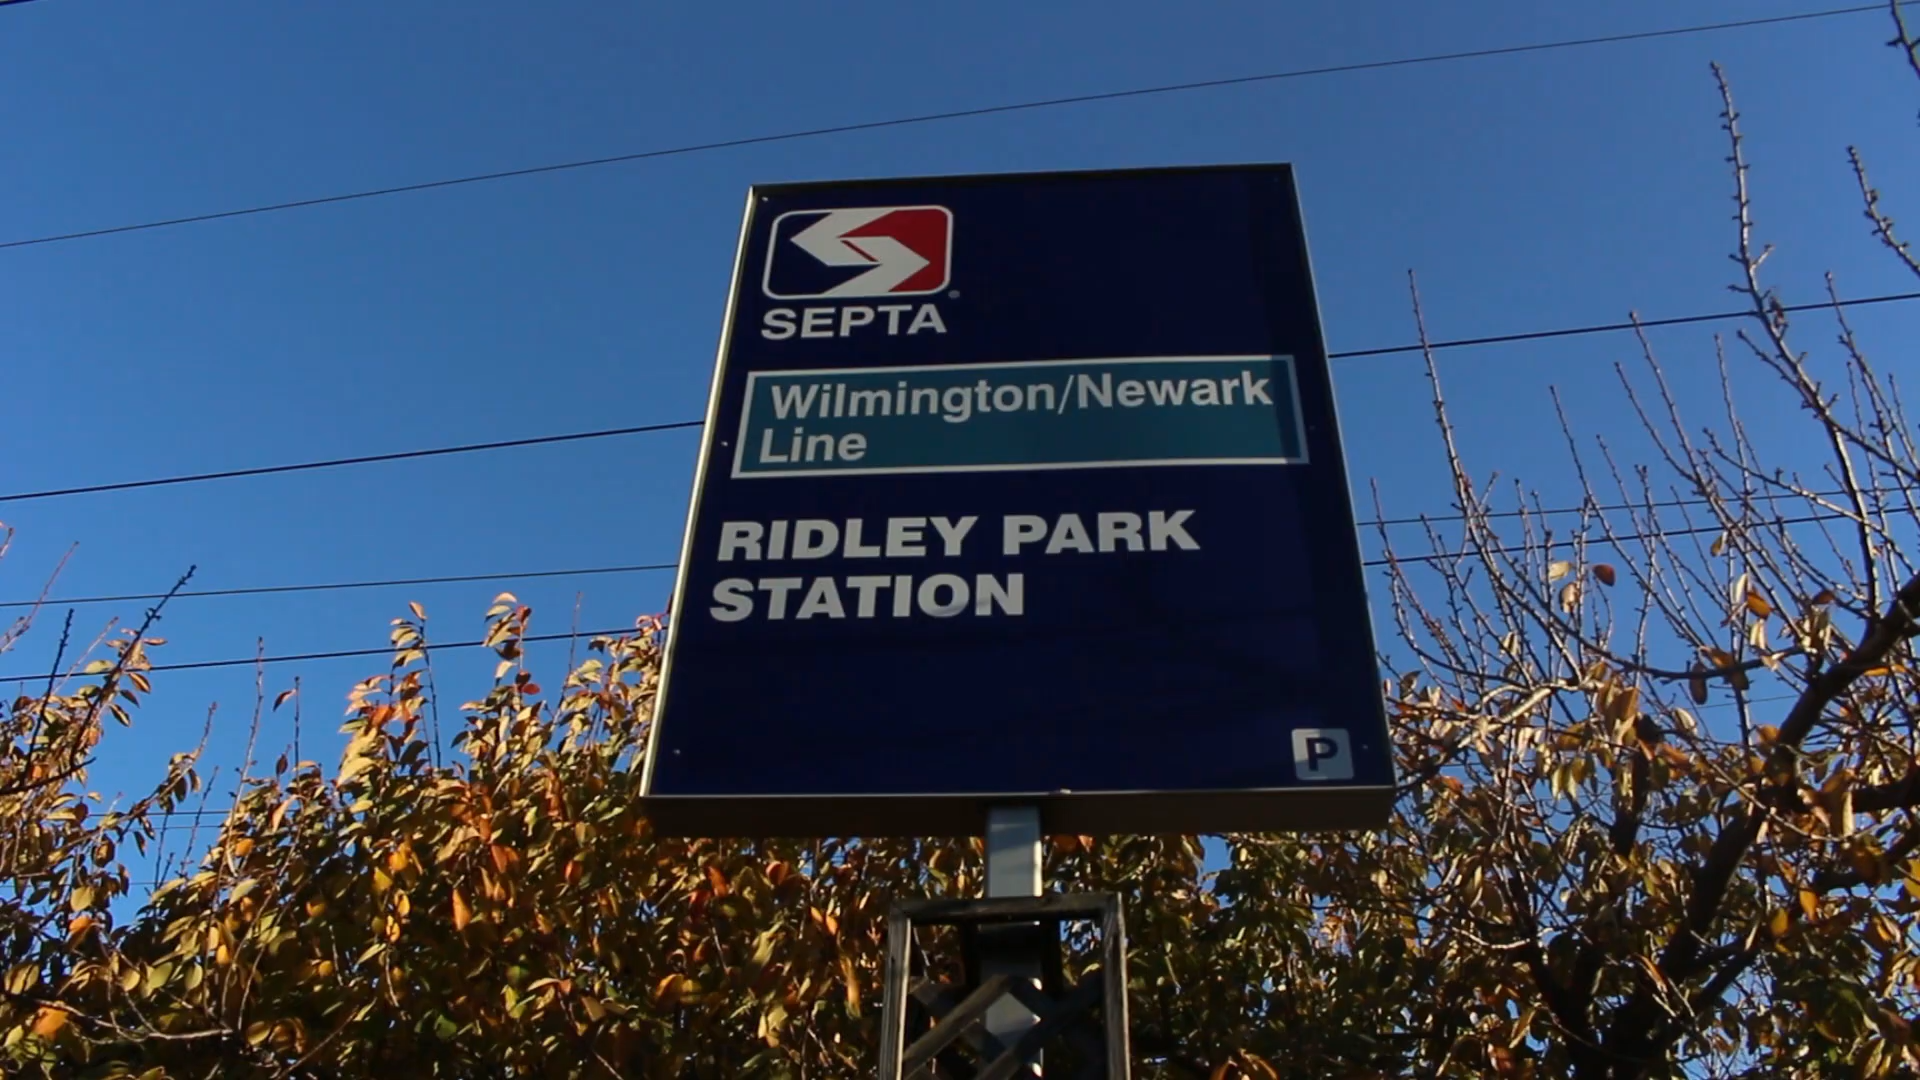 SEPTA
Wilmington/Newark
Line
RIDLEY PARK
STATION
P